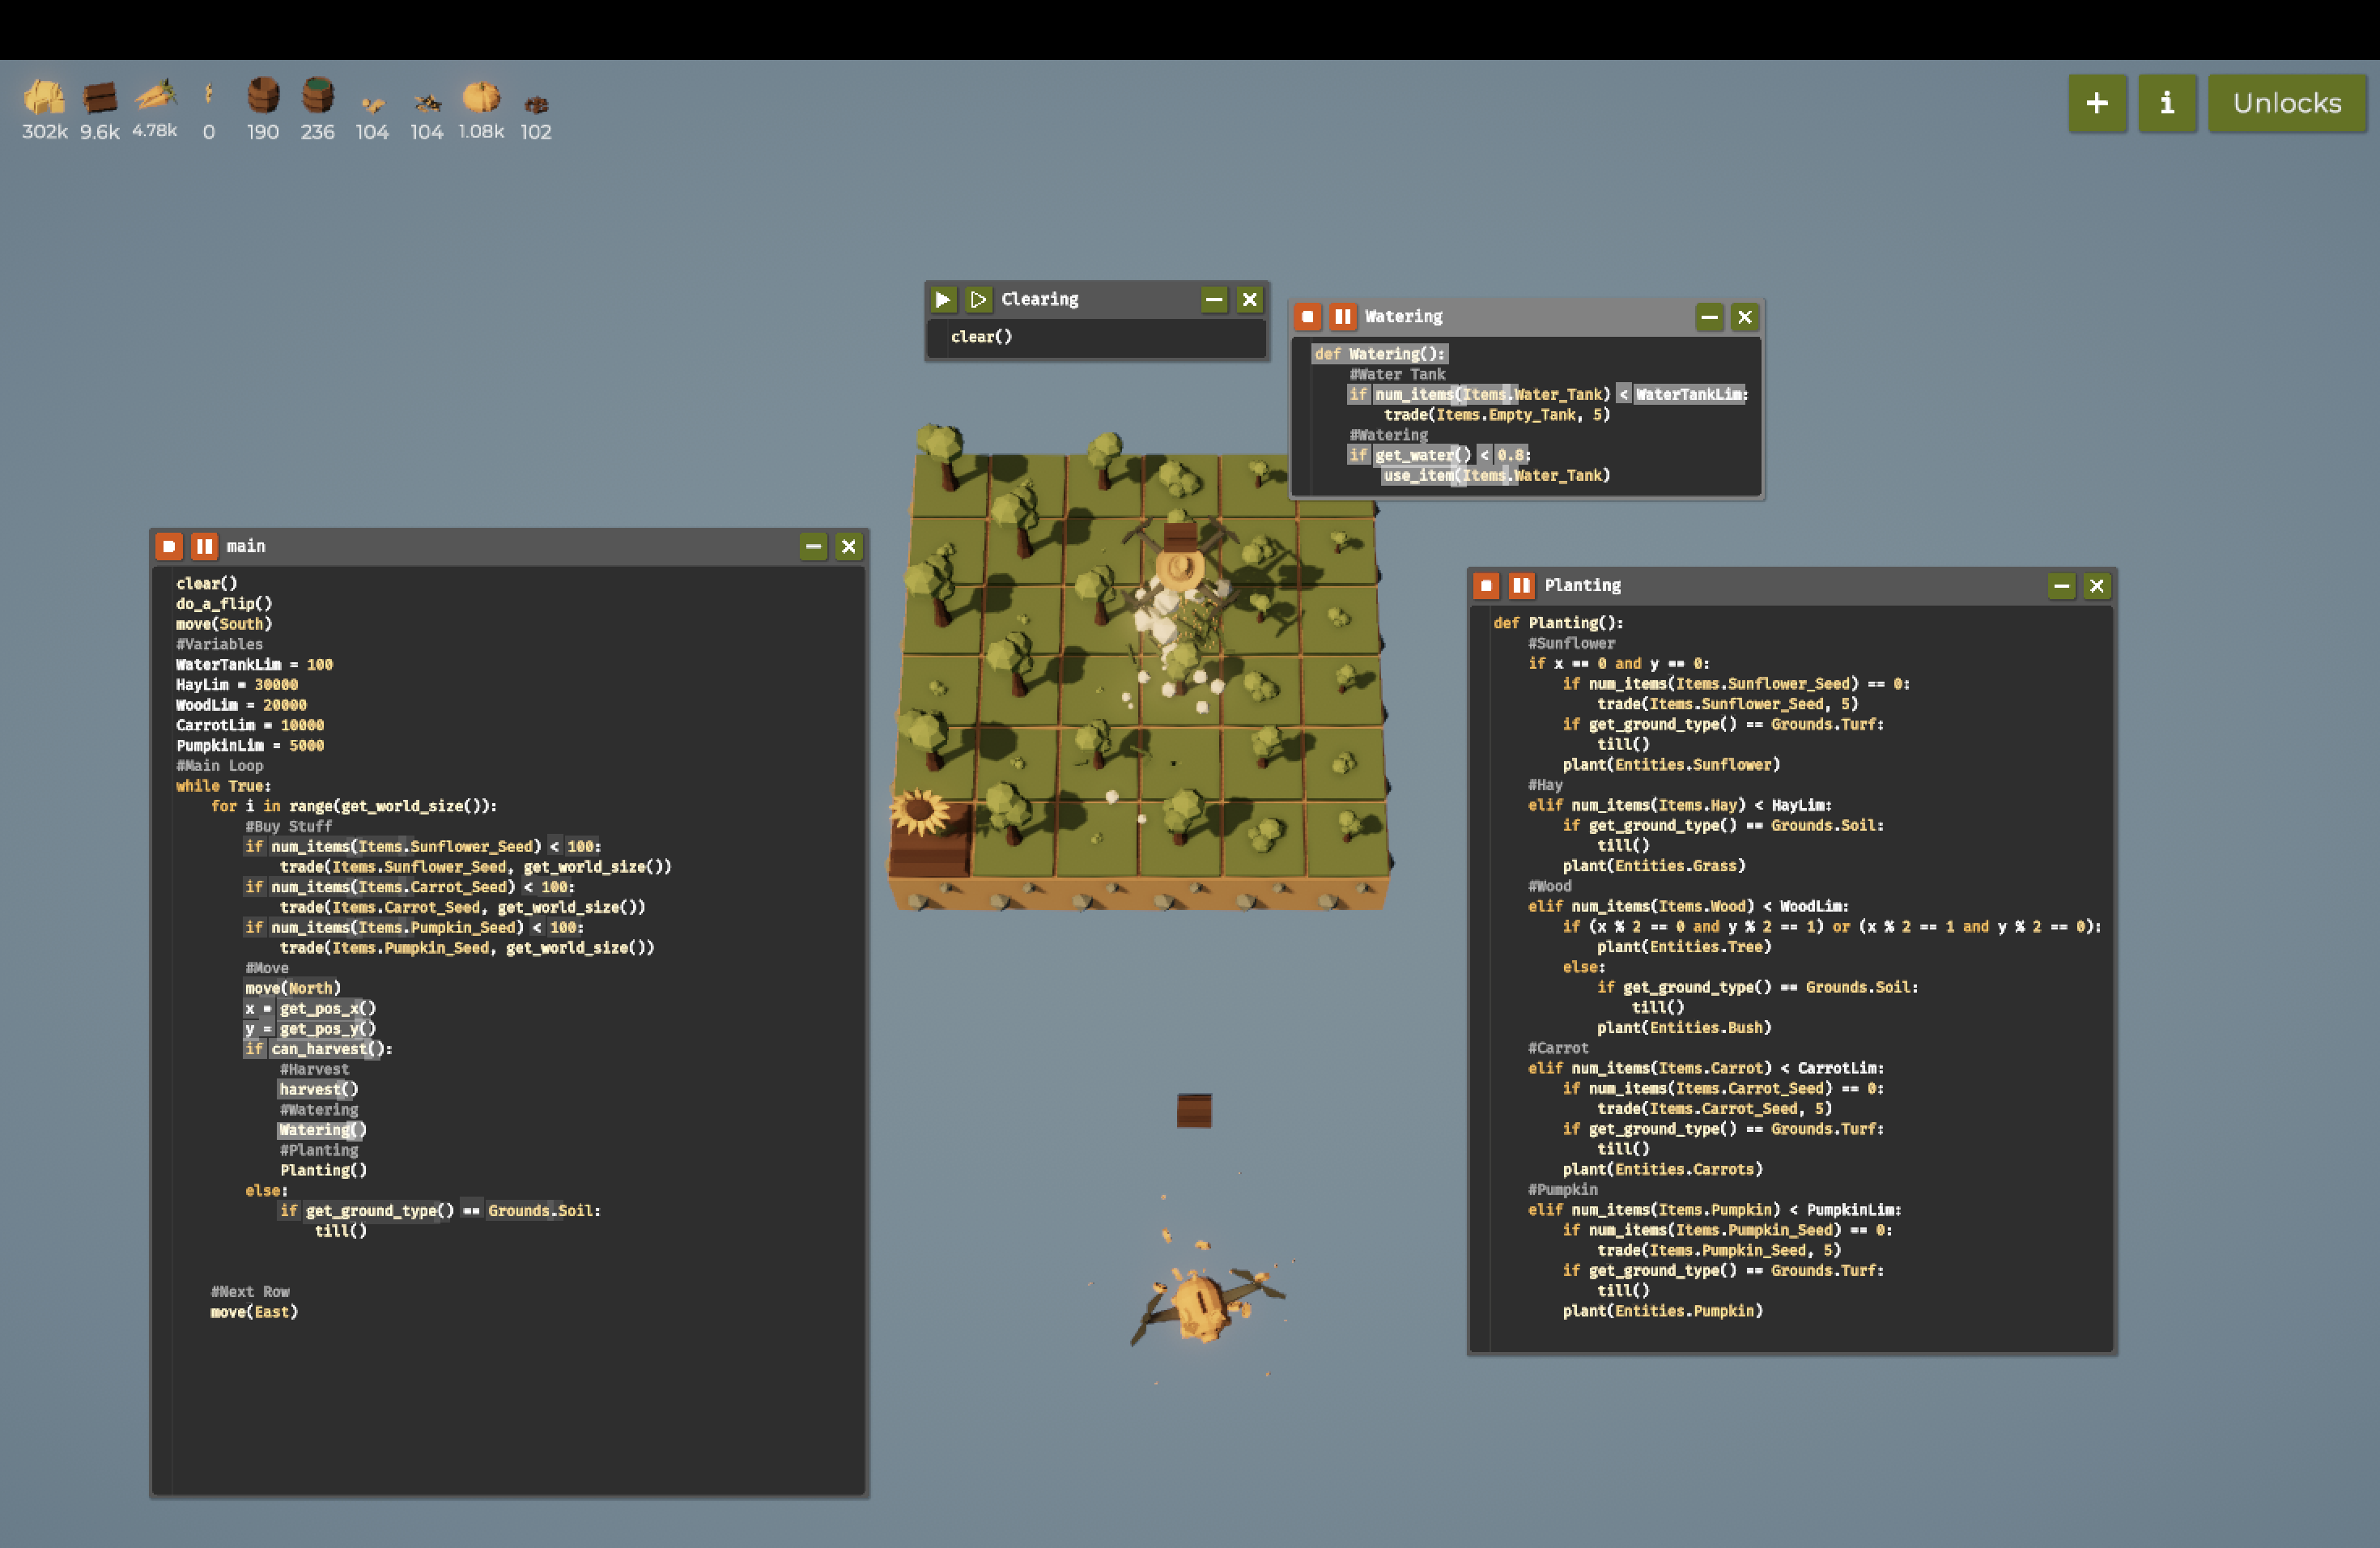 302k 9.6k 4.78k 0 190 236 104 104 1.08k 102
+ i Unlocks
Clearing
clear()
Watering
def Watering():
#Water Tank
if num_items(Items.Water_Tank) < WaterTankLim:
trade(Items.Empty_Tank, 5)
#Watering
if get_water() < 0.8:
use_item(Items.Water_Tank)
main
clear()
do_a_flip()
move(South)
#Variables
WaterTankLim = 100
HayLim = 30000
WoodLim = 20000
CarrotLim = 10000
PumpkinLim = 5000
#Main Loop
while True:
for i in range(get_world_size()):
#Buy Stuff
if num_items(Items.Sunflower_Seed) < 100:
trade(Items.Sunflower_Seed, get_world_size())
if num_items(Items.Carrot_Seed) < 100:
trade(Items.Carrot_Seed, get_world_size())
if num_items(Items.Pumpkin_Seed) < 100:
trade(Items.Pumpkin_Seed, get_world_size())
#Move
move(North)
x = get_pos_x()
y = get_pos_y()
if can_harvest():
#Harvest
harvest()
#Watering
Watering()
#Planting
Planting()
else:
if get_ground_type() == Grounds.Soil:
till()
#Next Row
move(East)
Planting
def Planting():
#Sunflower
if x == 0 and y == 0:
if num_items(Items.Sunflower_Seed) == 0:
trade(Items.Sunflower_Seed, 5)
if get_ground_type() == Grounds.Turf:
till()
plant(Entities.Sunflower)
#Hay
elif num_items(Items.Hay) < HayLim:
if get_ground_type() == Grounds.Soil:
till()
plant(Entities.Grass)
#Wood
elif num_items(Items.Wood) < WoodLim:
if (x % 2 == 0 and y % 2 == 1) or (x % 2 == 1 and y % 2 == 0):
plant(Entities.Tree)
else:
if get_ground_type() == Grounds.Soil:
till()
plant(Entities.Bush)
#Carrot
elif num_items(Items.Carrot) < CarrotLim:
if num_items(Items.Carrot_Seed) == 0:
trade(Items.Carrot_Seed, 5)
if get_ground_type() == Grounds.Turf:
till()
plant(Entities.Carrots)
#Pumpkin
elif num_items(Items.Pumpkin) < PumpkinLim:
if num_items(Items.Pumpkin_Seed) == 0:
trade(Items.Pumpkin_Seed, 5)
if get_ground_type() == Grounds.Turf:
till()
plant(Entities.Pumpkin)